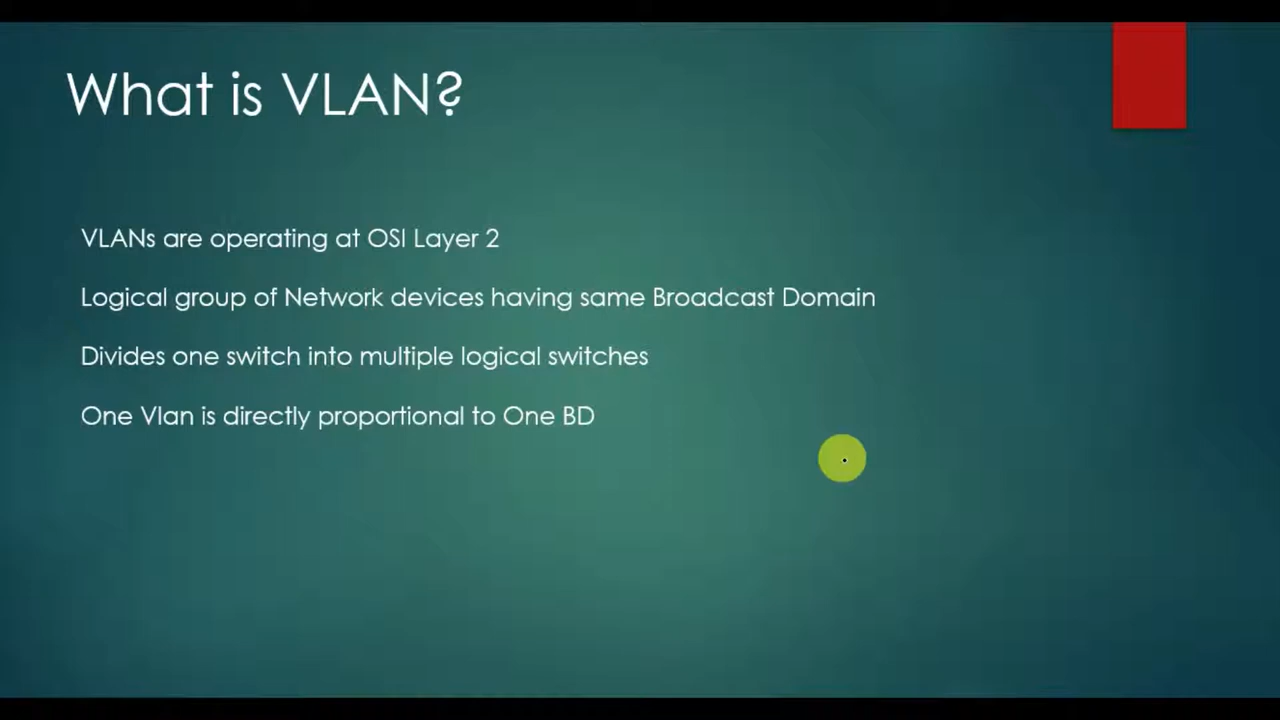 What is VLAN?
VLANs are operating at OSI Layer 2
Logical group of Network devices having same Broadcast Domain
Divides one switch into multiple logical switches
One Vlan is directly proportional to One BD